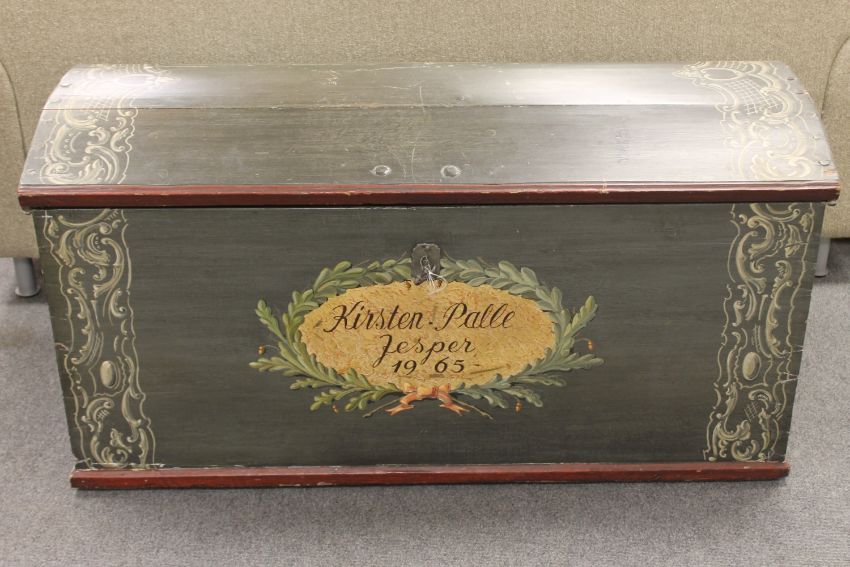 Kirsten · Palle
Jesper
1965